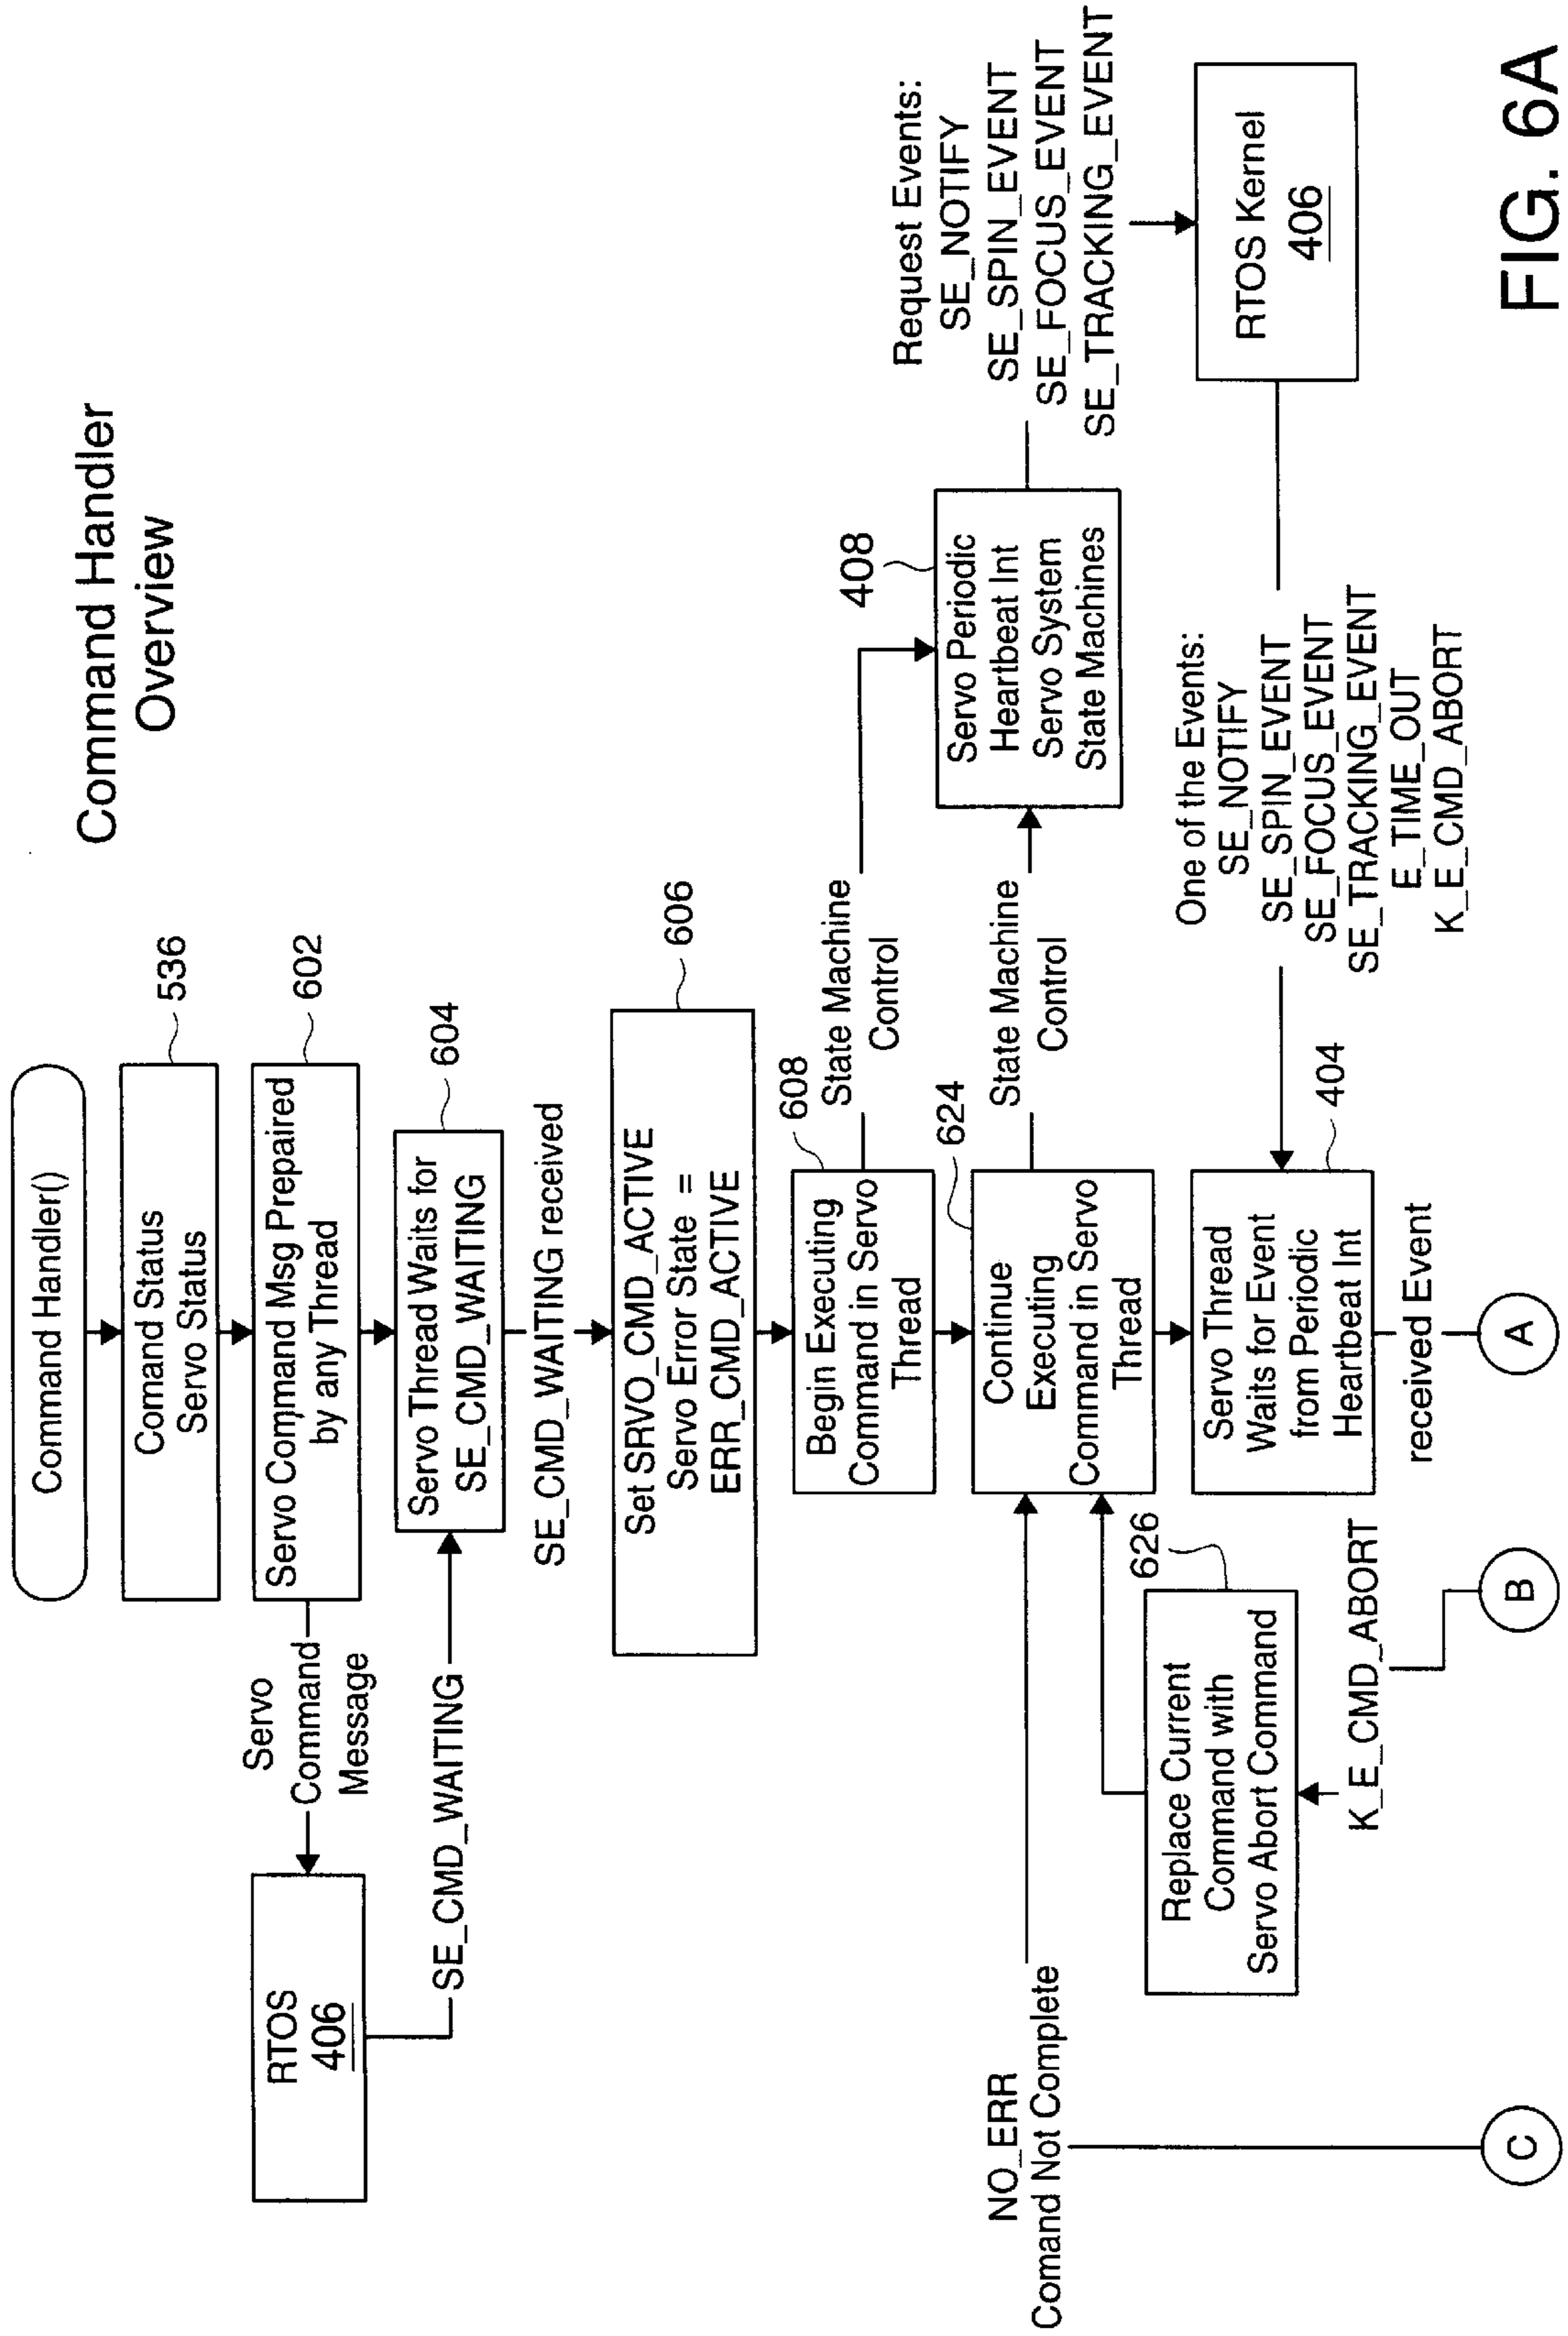 Command Handler
Overview
Command Handler()
Comand Status
Servo Status
536
Servo Command Msg Prepaired
by any Thread
602
Servo
Command
Message
RTOS
406
SE_CMD_WAITING
Servo Thread Waits for
SE_CMD_WAITING
604
SE_CMD_WAITING received
Set SRVO_CMD_ACTIVE
Servo Error State =
ERR_CMD_ACTIVE
606
Begin Executing
Command in Servo
Thread
608
State Machine
Control
Continue
Executing
Command in Servo
Thread
624
State Machine
Control
Servo Periodic
Heartbeat Int
Servo System
State Machines
408
Request Events:
SE_NOTIFY
SE_SPIN_EVENT
SE_FOCUS_EVENT
SE_TRACKING_EVENT
RTOS Kernel
406
One of the Events:
SE_NOTIFY
SE_SPIN_EVENT
SE_FOCUS_EVENT
SE_TRACKING_EVENT
E_TIME_OUT
K_E_CMD_ABORT
Servo Thread
Waits for Event
from Periodic
Heartbeat Int
404
received Event
A
NO_ERR
Comand Not Complete
C
Replace Current
Command with
Servo Abort Command
626
K_E_CMD_ABORT
B
FIG. 6A